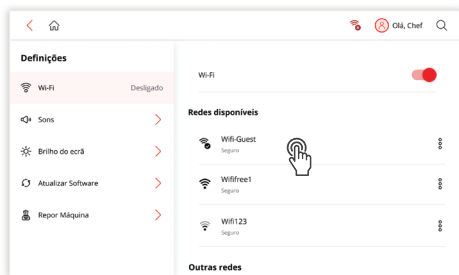 Olá, Chef
Definições
Wi-Fi
Desligado
Sons
Brilho do ecrã
Atualizar Software
Repor Máquina
Wi-Fi
Redes disponíveis
Wifi-Guest
Seguro
Wififree1
Seguro
Wifi123
Seguro
Outras redes